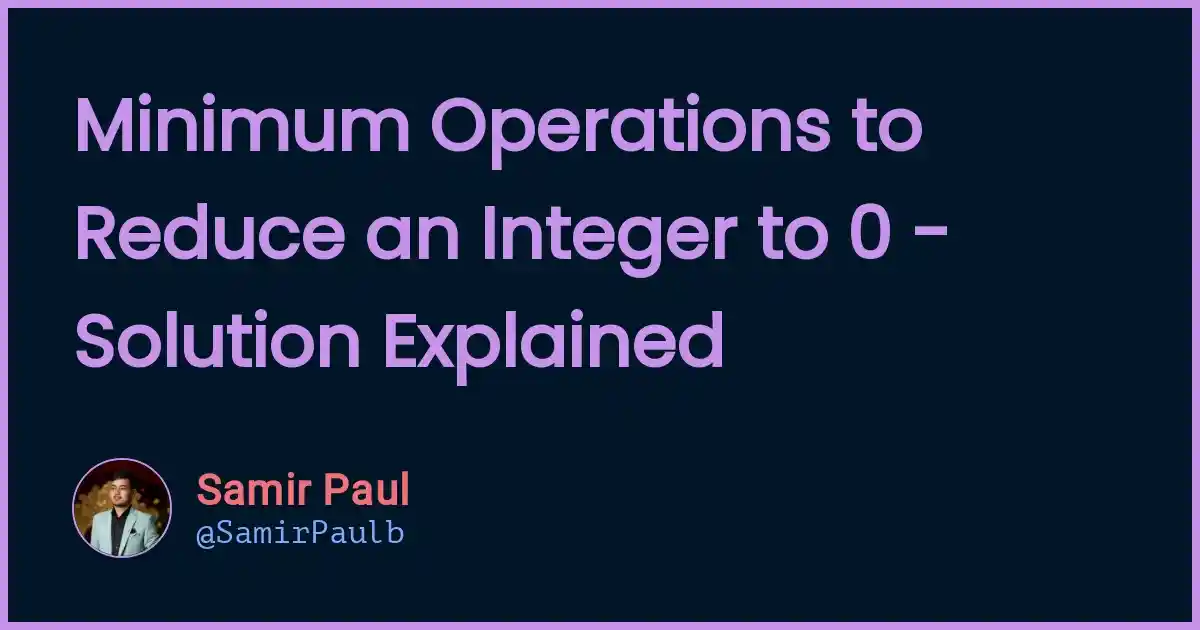 Minimum Operations to
Reduce an Integer to 0 -
Solution Explained
Samir Paul
@SamirPaulb